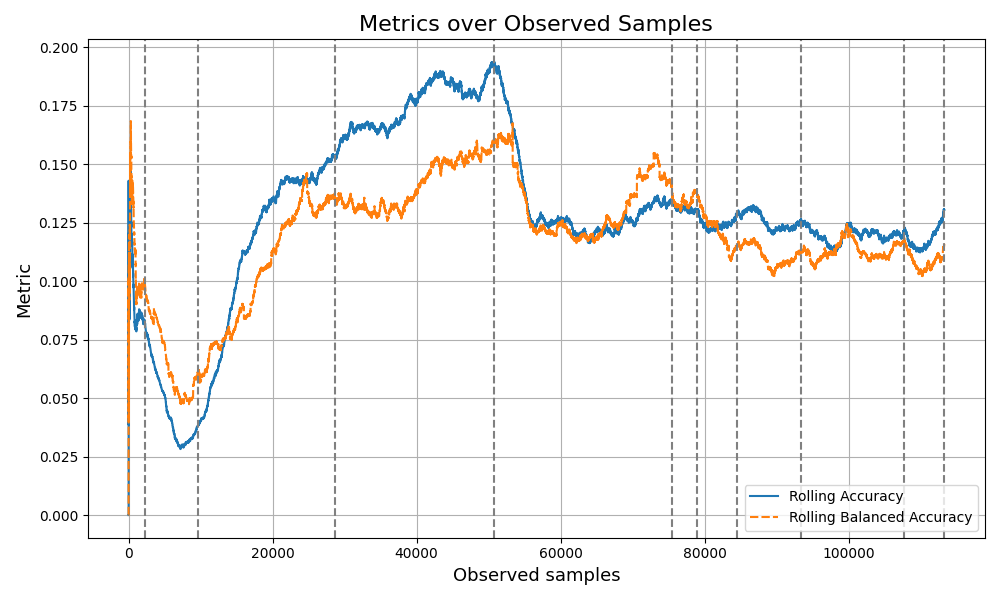 Metrics over Observed Samples
0.200
0.175
0.150
0.125
0.100
0.075
0.050
0.025
0.000
Metric
0 20000 40000 60000 80000 100000
Observed samples
Rolling Accuracy
Rolling Balanced Accuracy